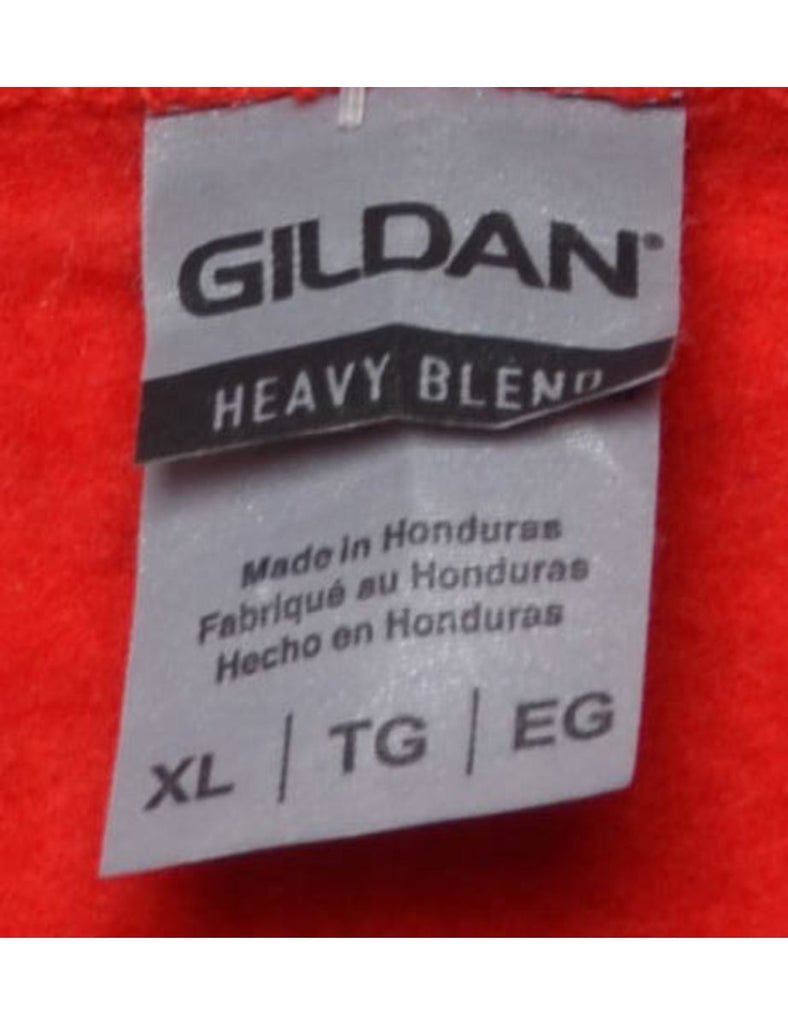 GILDAN®
HEAVY BLEND
Made in Honduras
Fabriqué au Honduras
Hecho en Honduras
XL | TG | EG